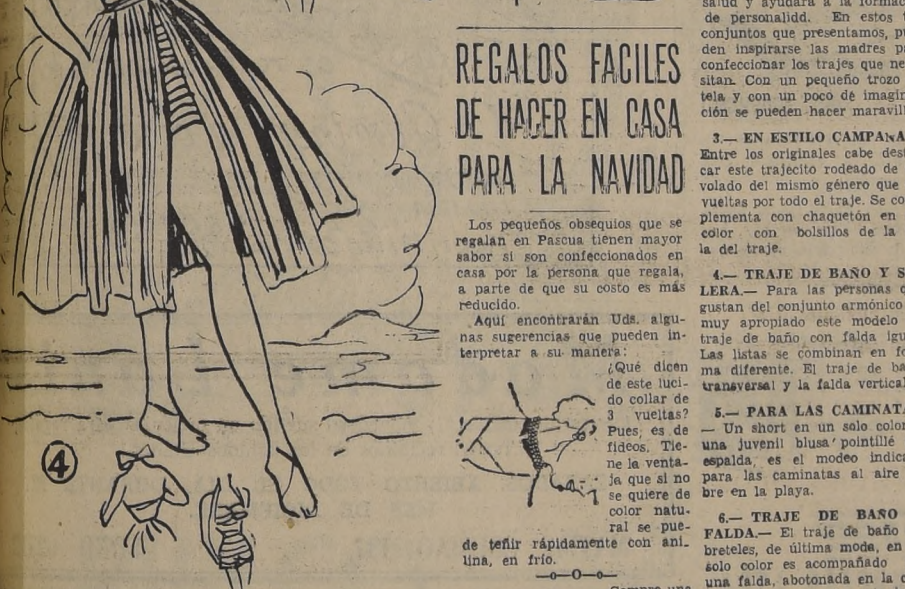 4
REGALOS FACILES
DE HACER EN CASA
PARA LA NAVIDAD
Los pequeños obsequios que se
regalan en Pascua tienen mayor
sabor si son confeccionados en
casa por la persona que regala,
a parte de que su costo es más
reducido.
Aquí encontrarán Uds. algu-
nas sugerencias que pueden in-
terpretar a su manera:
¿Qué dicen
de este luci-
do collar de
3 vueltas?
Pues, es de
fideos. Tie-
ne la venta-
ja que si no
se quiere de
color natu-
ral se pue-
de teñir rápidamente con ani-
lina, en frío.
—o-O-o—
salud y ayudará a la formac
de personalidd. En estos
conjuntos que presentamos, pu
den inspirarse las madres pa
confeccionar los trajes que ne
sitan. Con un pequeño trozo
tela y con un poco de imagin
ción se pueden hacer maravill
3.— EN ESTILO CAMPANA
Entre los originales cabe dest
car este trajecito rodeado de
volado del mismo género que
vueltas por todo el traje. Se co
plementa con chaquetón en
color con bolsillos de la
la del traje.
4.— TRAJE DE BAÑO Y S
LERA.— Para las personas q
gustan del conjunto armónico
muy apropiado este modelo
traje de baño con falda igu
Las listas se combinan en fo
ma diferente. El traje de ba
transversal y la falda vertical
5.— PARA LAS CAMINATA
— Un short en un solo color
una juvenil blusa pointillé
espalda, es el modeo indica
para las caminatas al aire
bre en la playa.
6.— TRAJE DE BAÑO
FALDA.— El traje de baño
breteles, de última moda, en
solo color es acompañado
una falda, abotonada en la